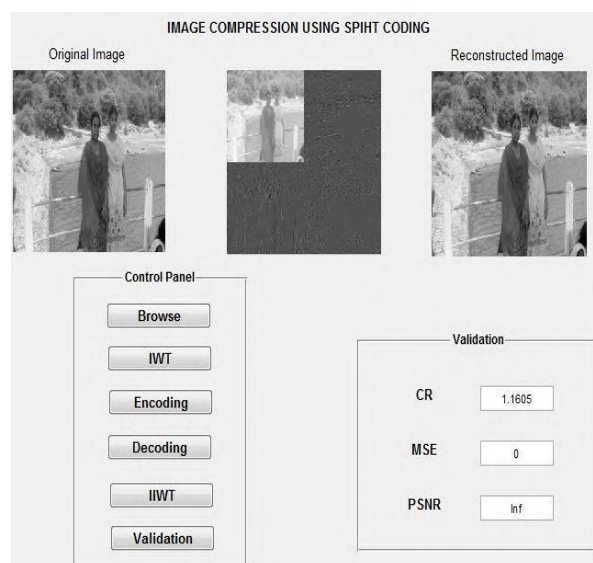 IMAGE COMPRESSION USING SPIHT CODING
Original Image
Reconstructed Image
Control Panel
Browse
IWT
Encoding
Decoding
IIWT
Validation
Validation
CR
1.1605
MSE
0
PSNR
Inf